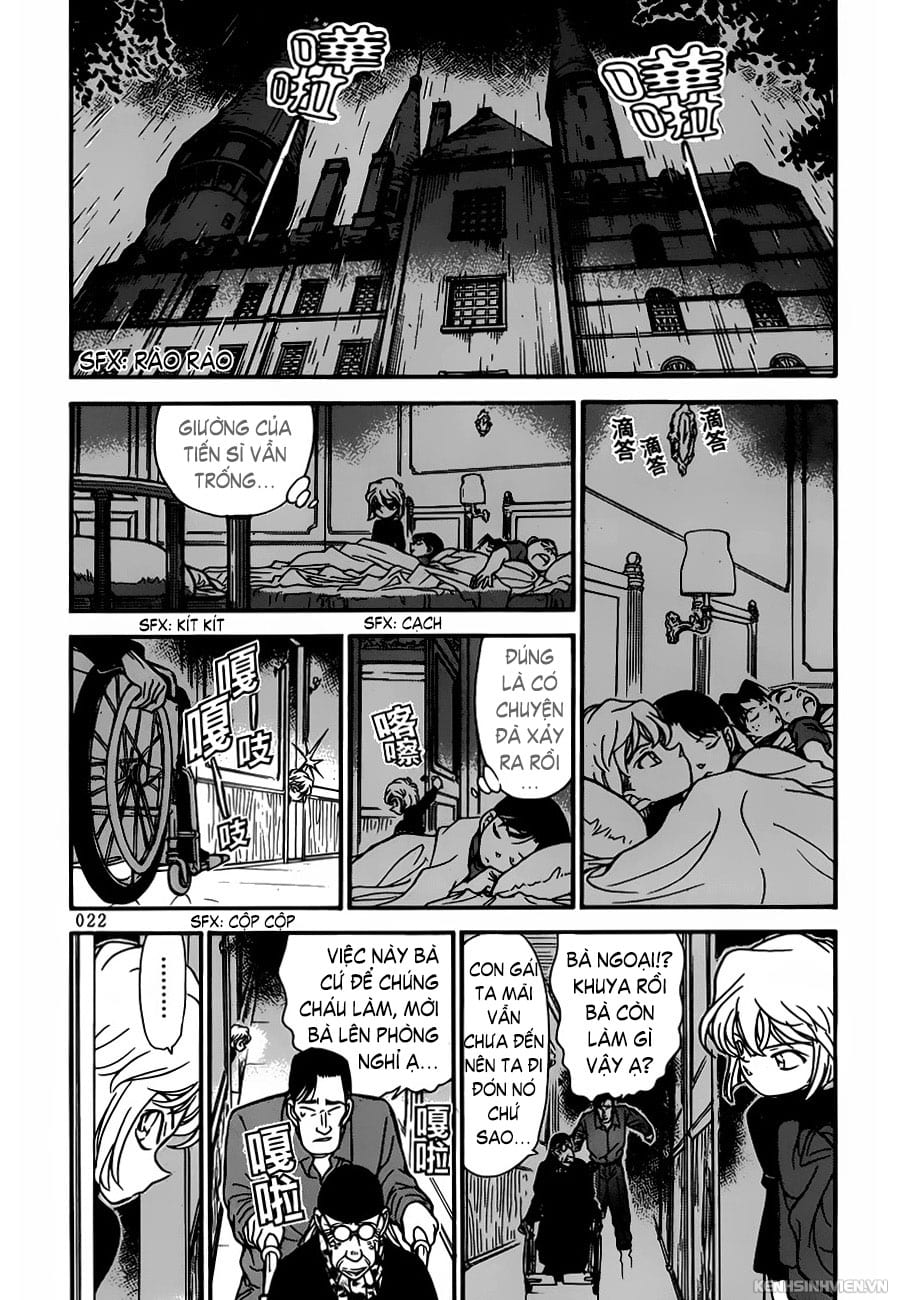 嘩啦
嘩啦
SFX: RÀO RÀO
滴答
滴答
滴答
GIƯỜNG CỦA
TIẾN SĨ VẪN
TRỐNG...
SFX: CẠCH
ĐÚNG
LÀ CÓ
CHUYỆN
ĐÃ XẢY
RA RỒI
...
喀嚓
SFX: KÍT KÍT
嘎吱
嘎吱
022
BÀ NGOẠI!?
KHUYA RỒI
BÀ CÒN
LÀM GÌ
VẬY Ạ?
CON GÁI
TA MÃI
VẪN
CHƯA ĐẾN
NÊN TA ĐI
ĐÓN NÓ
CHỨ
SAO...
SFX: CỘP CỘP
VIỆC NÀY BÀ
CỨ ĐỂ CHÚNG
CHÁU LÀM, MỜI
BÀ LÊN PHÒNG
NGHỈ Ạ...
嘎啦
嘎啦
.........
KENHSINHVIEN.VN